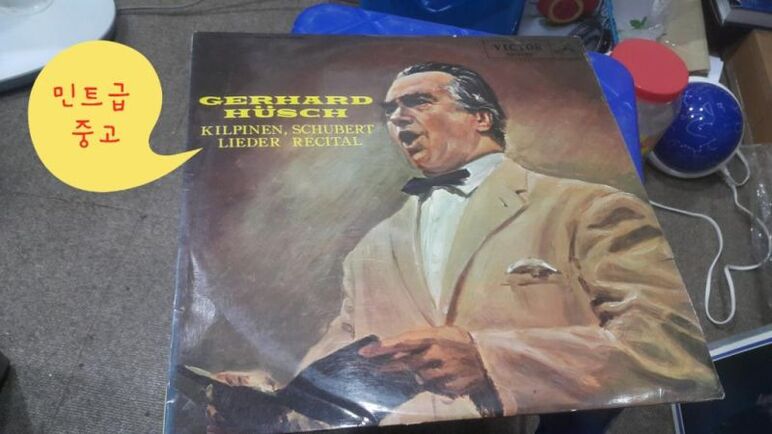 민트급
중고
VICTOR
GERHARD
HÜSCH
KILPINEN, SCHUBERT
LIEDER RECITAL